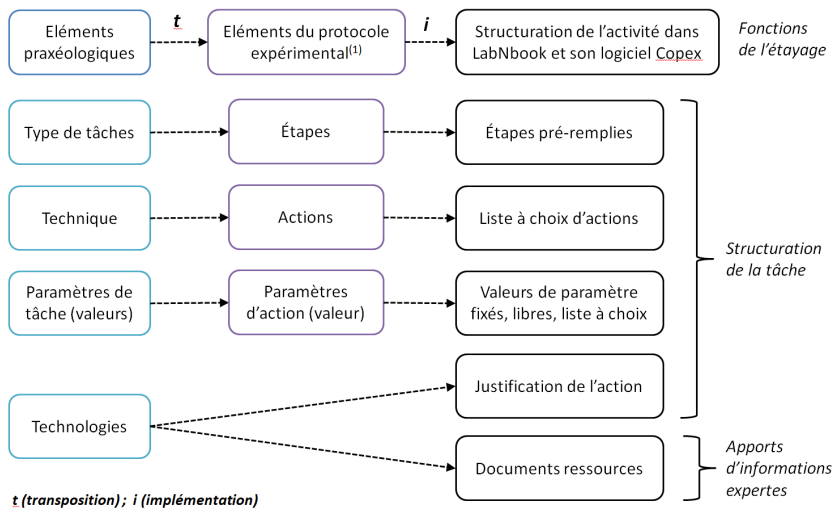 Eléments
praxéologiques
t
Eléments du protocole
expérimental(1)
i
Structuration de l'activité dans
LabNbook et son logiciel Copex
Fonctions
de l'étayage
Type de tâches
Étapes
Étapes pré-remplies
Technique
Actions
Liste à choix d'actions
Structuration
de la tâche
Paramètres de
tâche (valeurs)
Paramètres
d'action (valeur)
Valeurs de paramètre
fixés, libres, liste à choix
Justification de l'action
Technologies
Documents ressources
Apports
d'informations
expertes
t (transposition) ; i (implémentation)